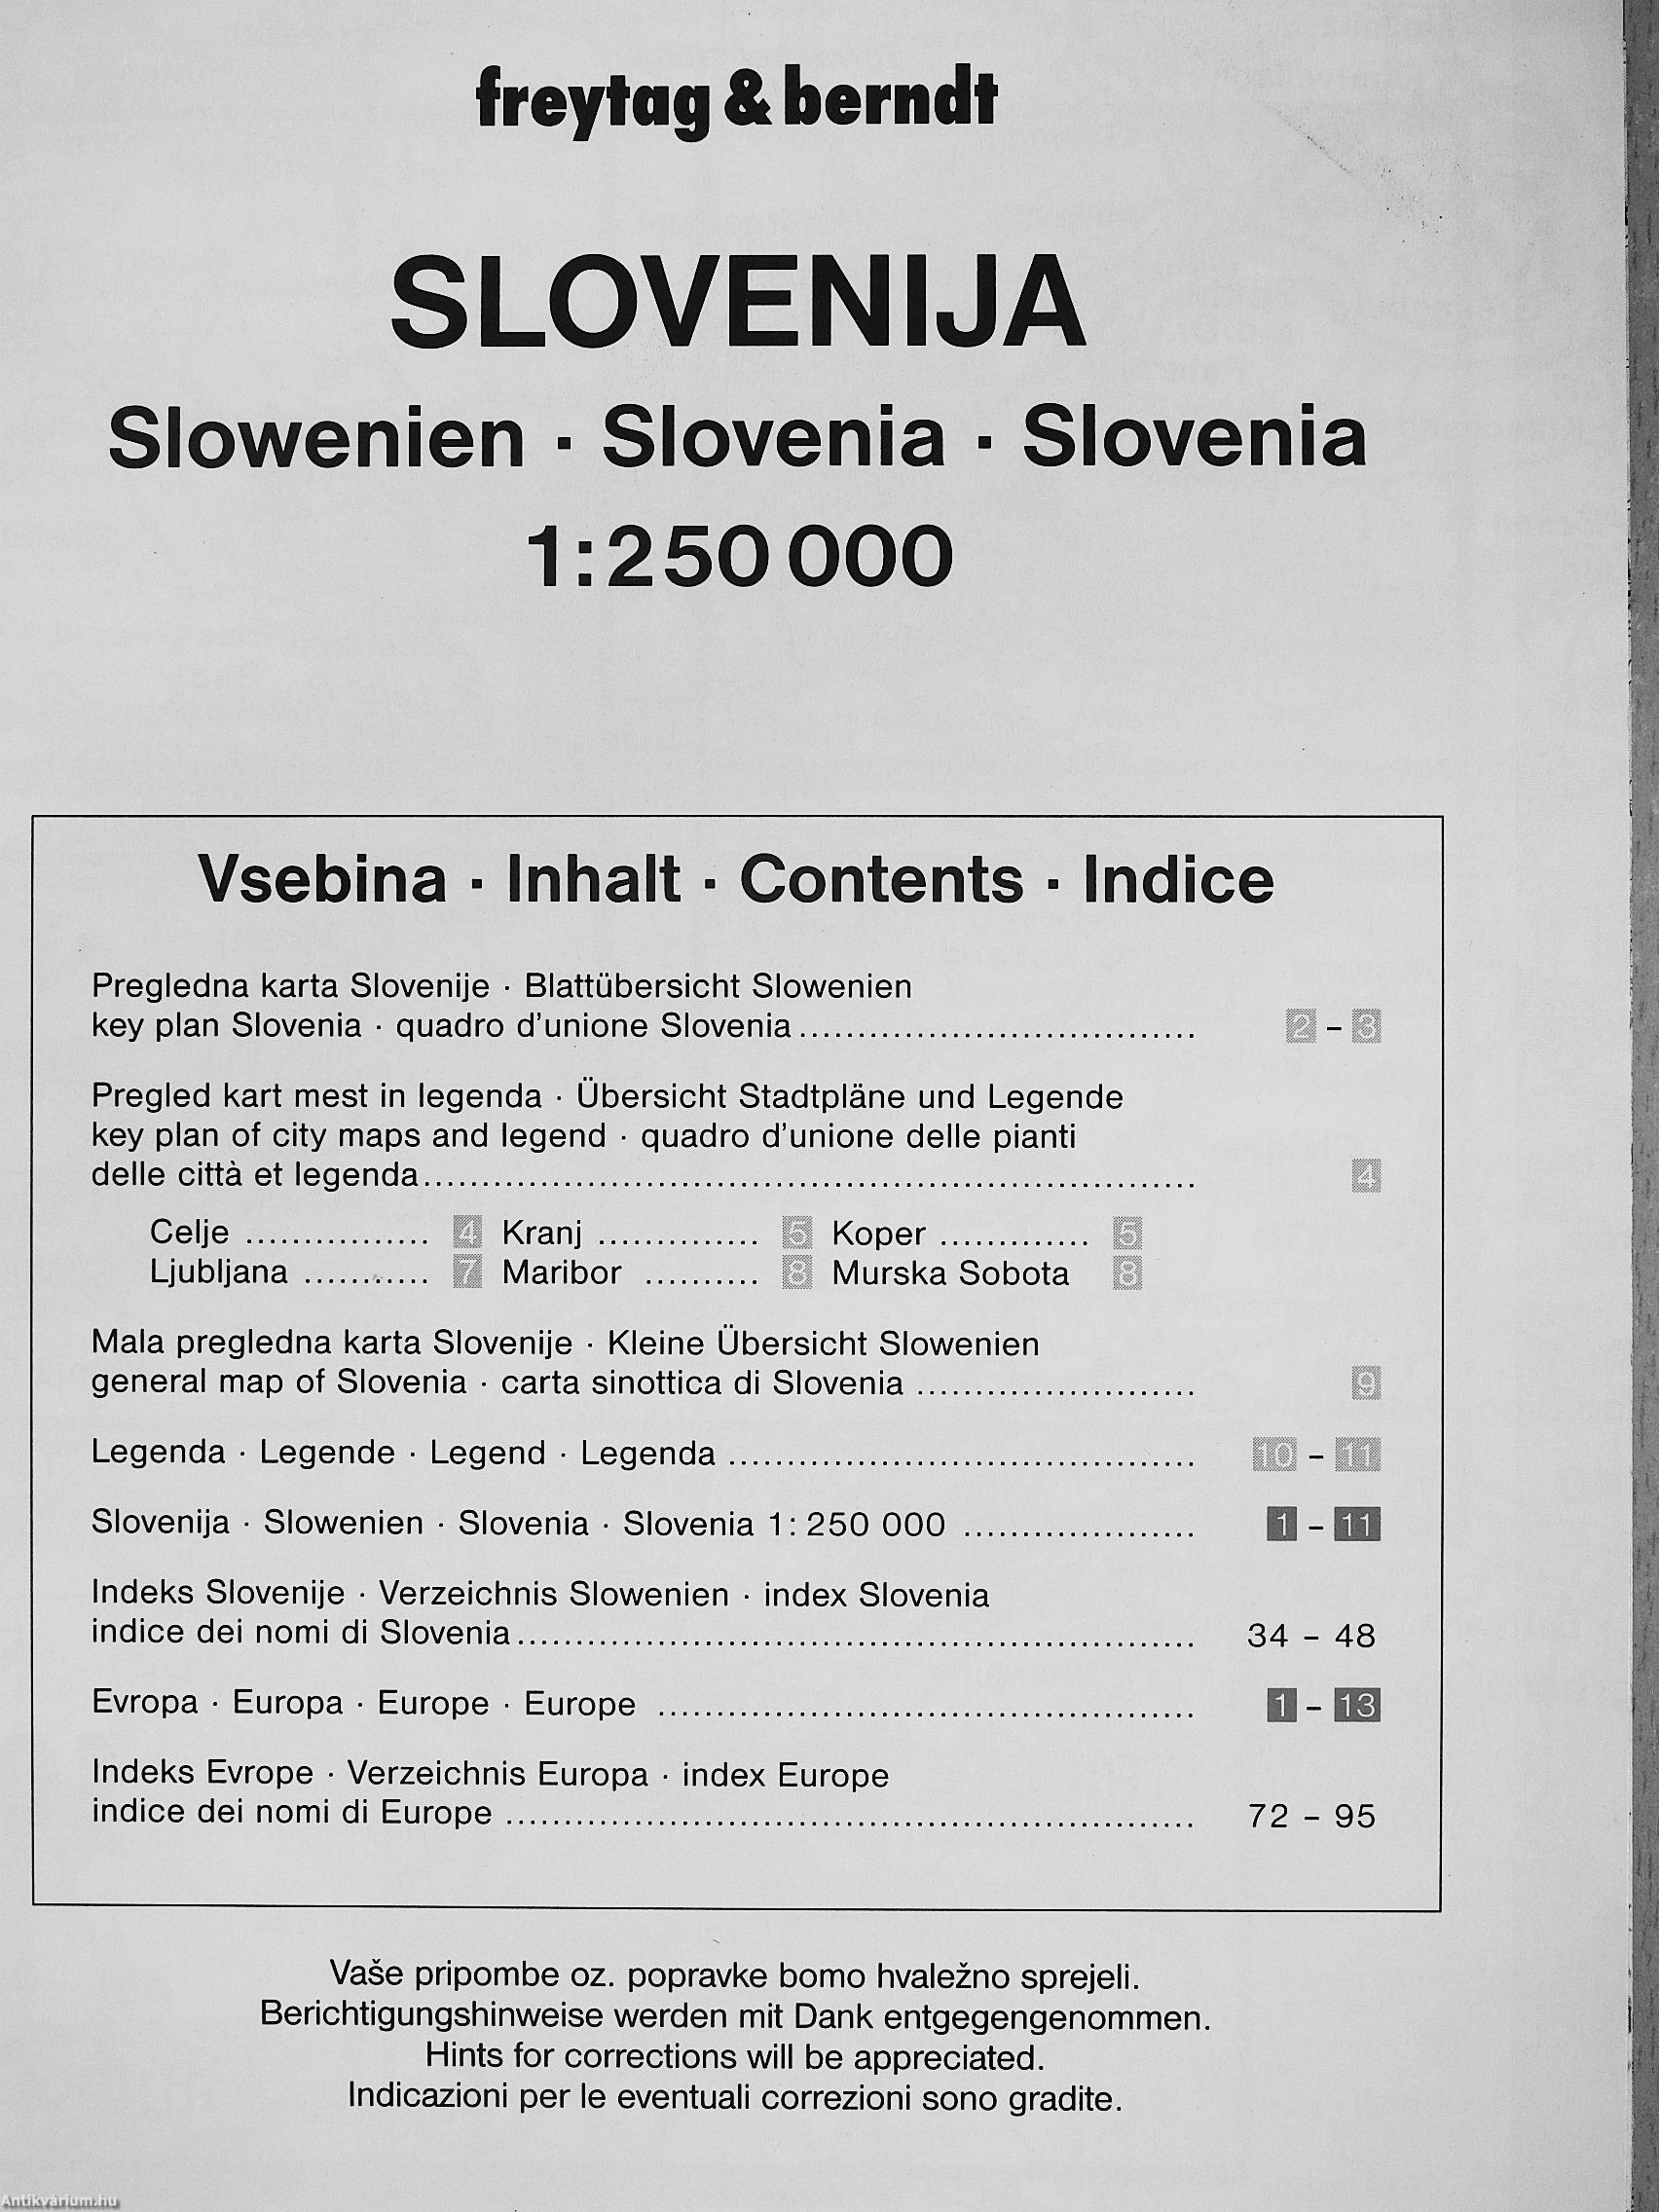 freytag & berndt
SLOVENIJA
Slowenien · Slovenia · Slovenia
1:250 000
Vsebina · Inhalt · Contents · Indice
Pregledna karta Slovenije · Blattübersicht Slowenien
key plan Slovenia · quadro d'unione Slovenia.................................. 2 – 3
Pregled kart mest in legenda · Übersicht Stadtpläne und Legende
key plan of city maps and legend · quadro d'unione delle pianti
delle città et legenda.................................................................. 4
Celje ................ 4 Kranj .............. 5 Koper ............. 5
Ljubljana ........... 7 Maribor .......... 8 Murska Sobota 8
Mala pregledna karta Slovenije · Kleine Übersicht Slowenien
general map of Slovenia · carta sinottica di Slovenia ........................ 9
Legenda · Legende · Legend · Legenda ........................................ 10 – 11
Slovenija · Slowenien · Slovenia · Slovenia 1: 250 000 .................... 1 – 11
Indeks Slovenije · Verzeichnis Slowenien · index Slovenia
indice dei nomi di Slovenia.......................................................... 34 – 48
Evropa · Europa · Europe · Europe .............................................. 1 – 13
Indeks Evrope · Verzeichnis Europa · index Europe
indice dei nomi di Europe ........................................................... 72 – 95
Vaše pripombe oz. popravke bomo hvaležno sprejeli.
Berichtigungshinweise werden mit Dank entgegengenommen.
Hints for corrections will be appreciated.
Indicazioni per le eventuali correzioni sono gradite.
Antikvárium.hu